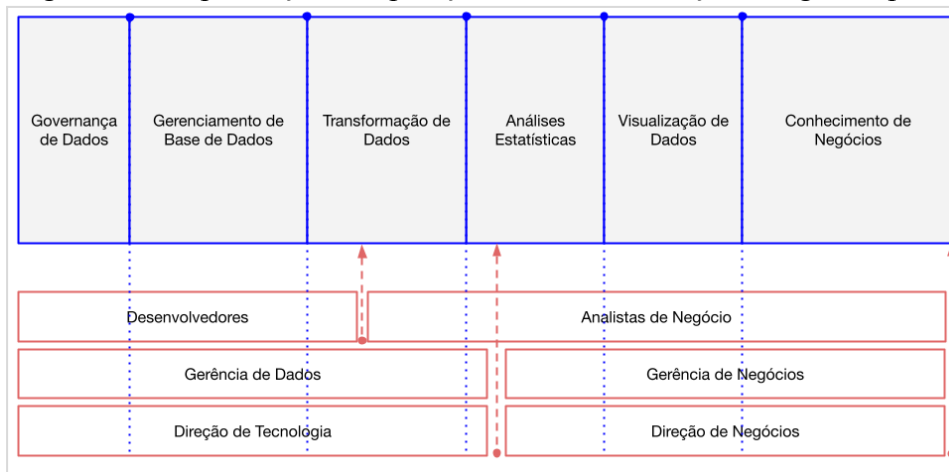 Governança
de Dados
Gerenciamento de
Base de Dados
Transformação de
Dados
Análises
Estatísticas
Visualização de
Dados
Conhecimento de
Negócios
Desenvolvedores
Analistas de Negócio
Gerência de Dados
Gerência de Negócios
Direção de Tecnologia
Direção de Negócios